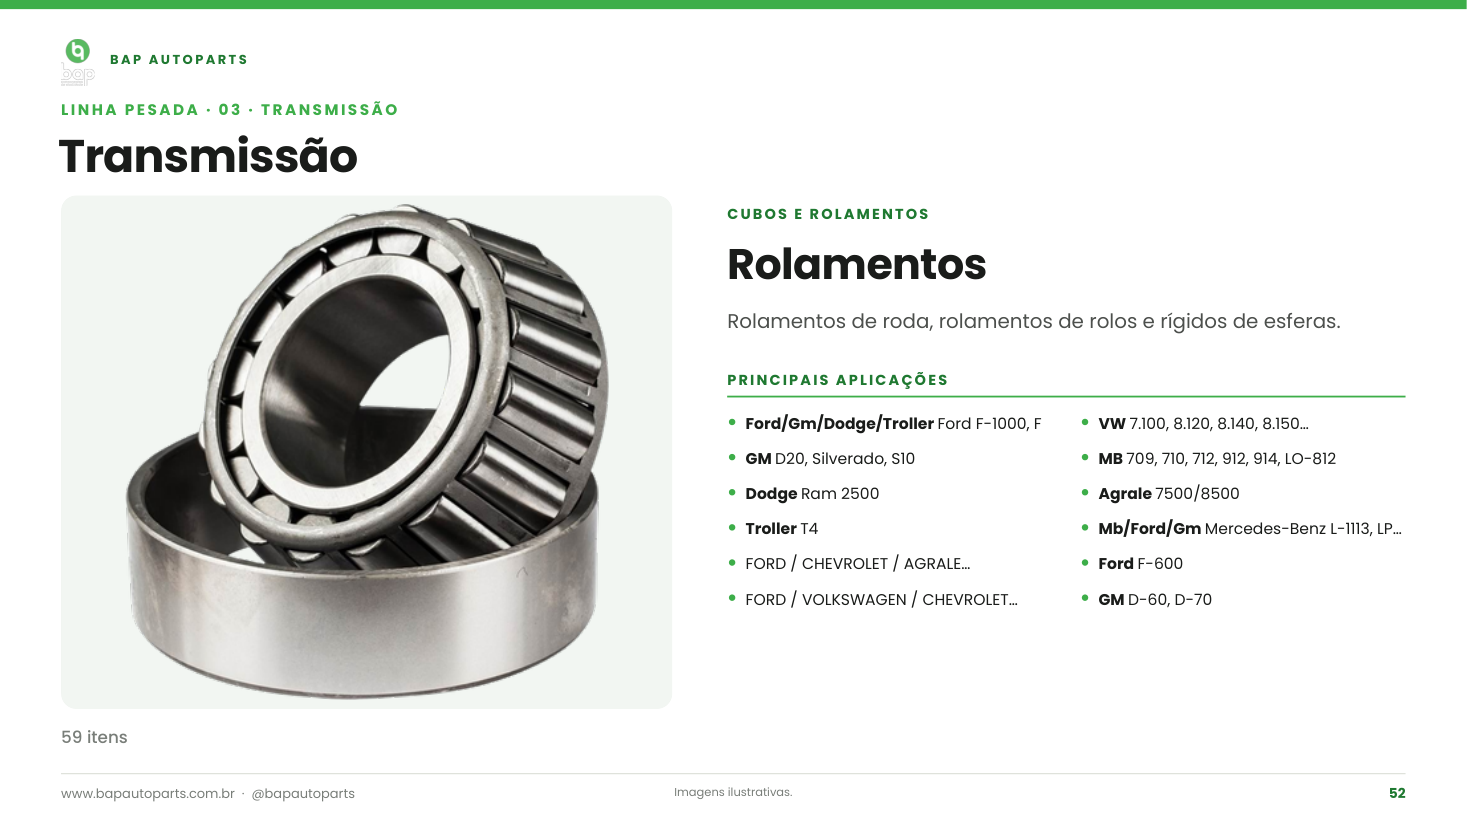 bap
BAP AUTOPARTS
LINHA PESADA · 03 · TRANSMISSÃO
Transmissão
CUBOS E ROLAMENTOS
Rolamentos
Rolamentos de roda, rolamentos de rolos e rígidos de esferas.
PRINCIPAIS APLICAÇÕES
• Ford/Gm/Dodge/Troller Ford F-1000, F
• GM D20, Silverado, S10
• Dodge Ram 2500
• Troller T4
• FORD / CHEVROLET / AGRALE…
• FORD / VOLKSWAGEN / CHEVROLET…
• VW 7.100, 8.120, 8.140, 8.150…
• MB 709, 710, 712, 912, 914, LO-812
• Agrale 7500/8500
• Mb/Ford/Gm Mercedes-Benz L-1113, LP…
• Ford F-600
• GM D-60, D-70
59 itens
www.bapautoparts.com.br · @bapautoparts
Imagens ilustrativas.
52